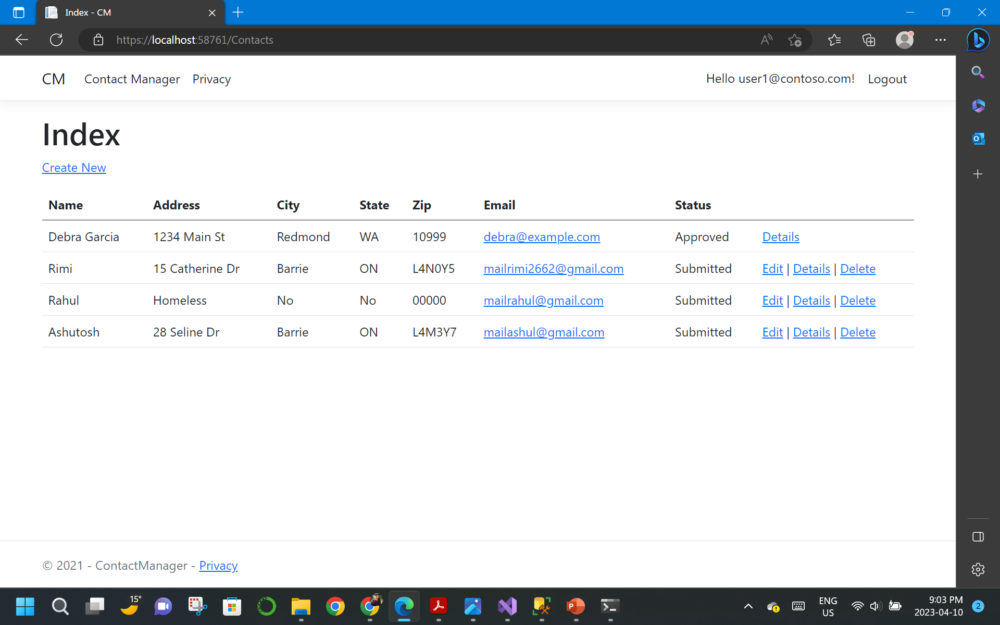 Index - CM
https://localhost:58761/Contacts
CM Contact Manager Privacy Hello user1@contoso.com! Logout
Index
Create New
Name Address City State Zip Email Status
Debra Garcia 1234 Main St Redmond WA 10999 debra@example.com Approved Details
Rimi 15 Catherine Dr Barrie ON L4N0Y5 mailrimi2662@gmail.com Submitted Edit | Details | Delete
Rahul Homeless No No 00000 mailrahul@gmail.com Submitted Edit | Details | Delete
Ashutosh 28 Seline Dr Barrie ON L4M3Y7 mailashul@gmail.com Submitted Edit | Details | Delete
© 2021 - ContactManager - Privacy
15°
ENG
US
9:03 PM
2023-04-10
2